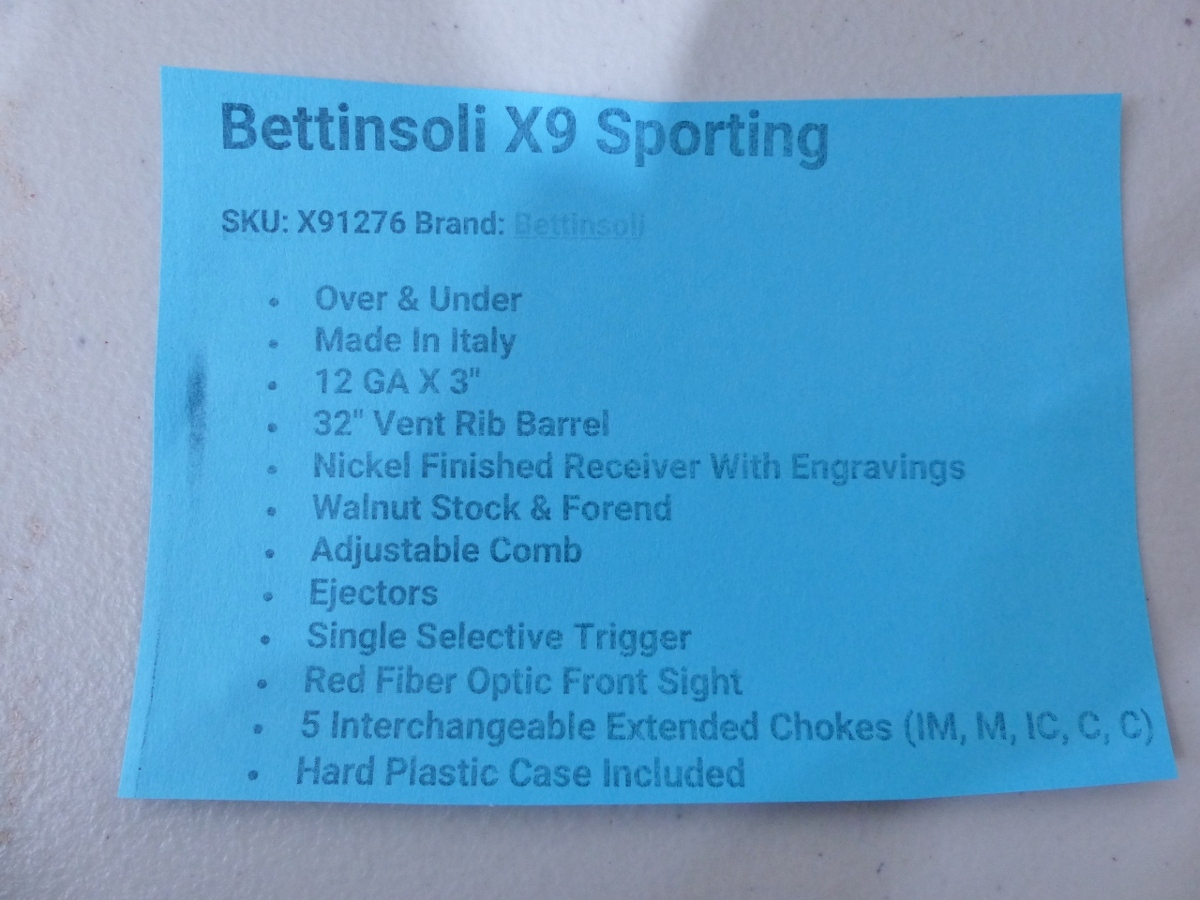 Bettinsoli X9 Sporting
SKU: X91276 Brand: Bettinsoli
• Over & Under
• Made In Italy
• 12 GA X 3"
• 32" Vent Rib Barrel
• Nickel Finished Receiver With Engravings
• Walnut Stock & Forend
• Adjustable Comb
• Ejectors
• Single Selective Trigger
• Red Fiber Optic Front Sight
• 5 Interchangeable Extended Chokes (IM, M, IC, C, C)
• Hard Plastic Case Included